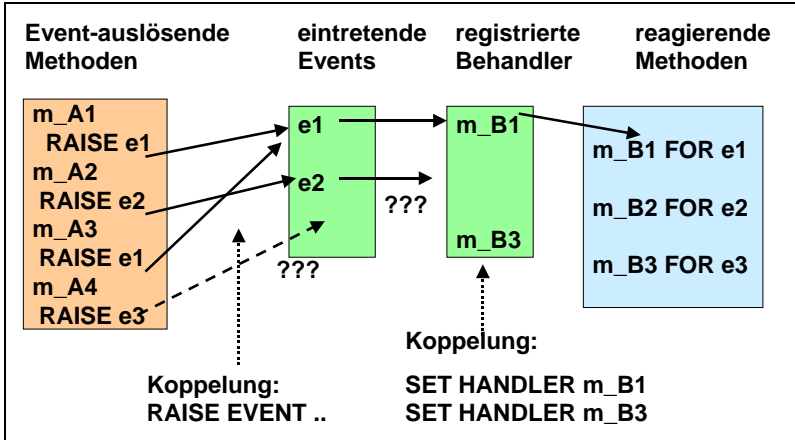 Event-auslösende
Methoden
eintretende
Events
registrierte
Behandler
reagierende
Methoden
m_A1
RAISE e1
m_A2
RAISE e2
m_A3
RAISE e1
m_A4
RAISE e3
e1
e2
???
???
m_B1
m_B3
m_B1 FOR e1
m_B2 FOR e2
m_B3 FOR e3
Koppelung:
RAISE EVENT ..
Koppelung:
SET HANDLER m_B1
SET HANDLER m_B3